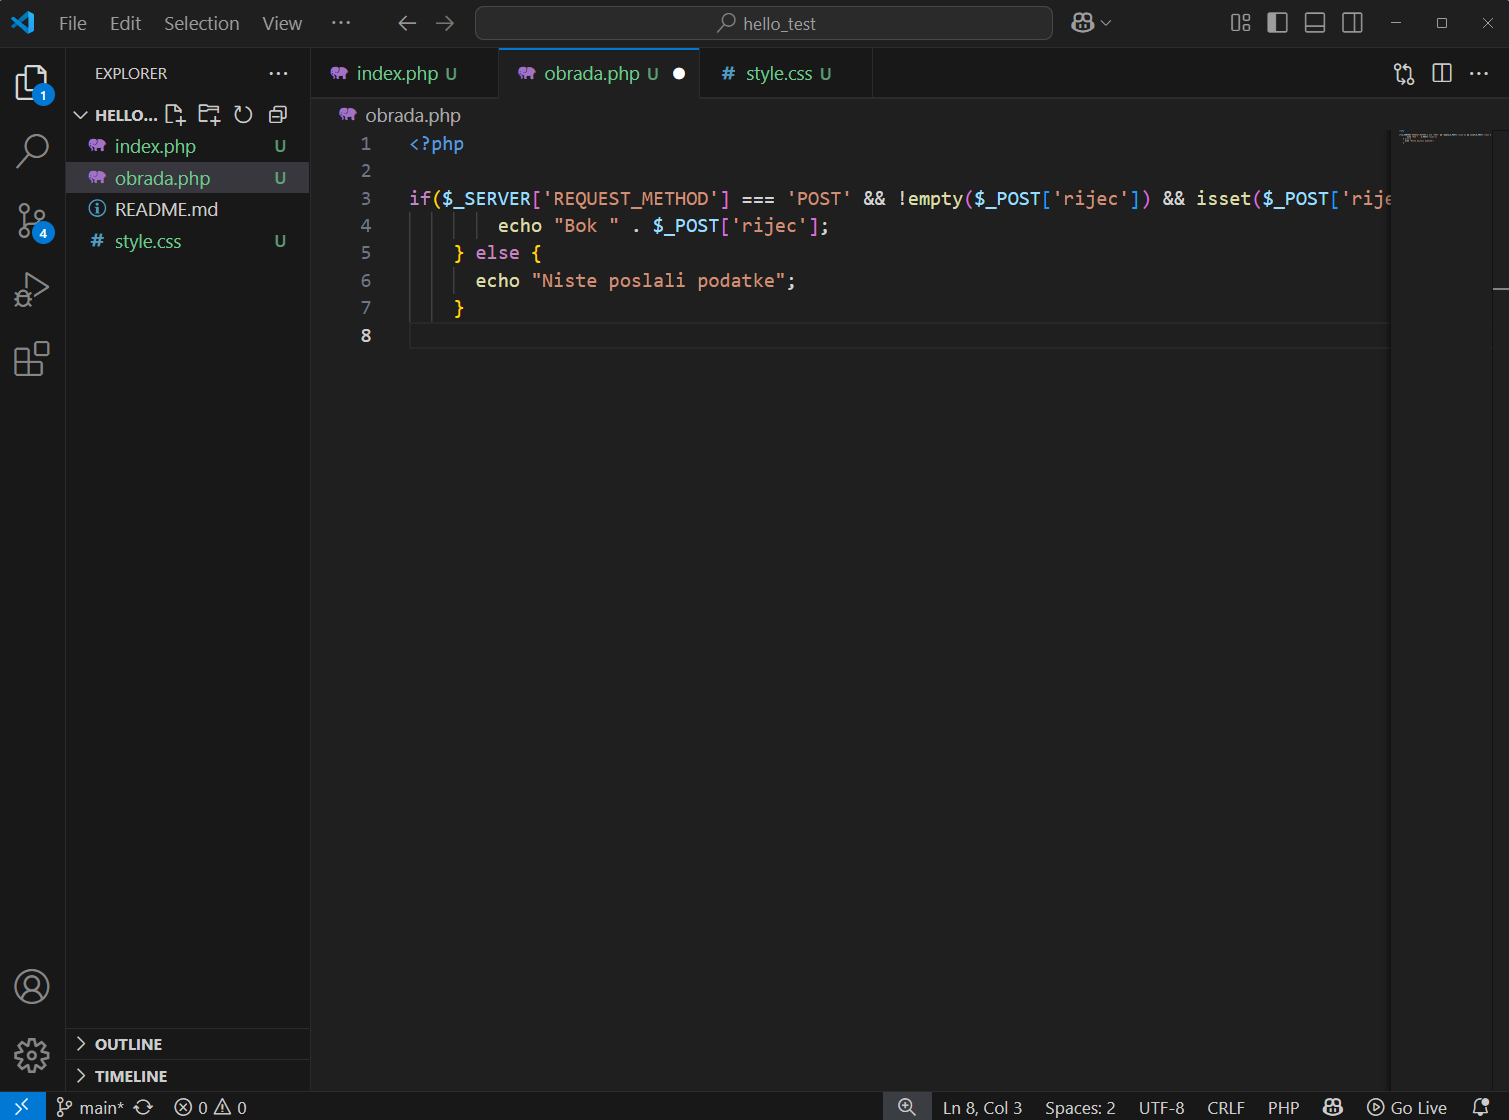 File Edit Selection View ··· hello_test
EXPLORER ···
HELLO...
index.php U
obrada.php U
README.md
style.css U
1
4
OUTLINE
TIMELINE
index.php U obrada.php U style.css U
obrada.php
1 <?php
2
3 if($_SERVER['REQUEST_METHOD'] === 'POST' && !empty($_POST['rijec']) && isset($_POST['rije
4 echo "Bok " . $_POST['rijec'];
5 } else {
6 echo "Niste poslali podatke";
7 }
8
main* 0 0 Ln 8, Col 3 Spaces: 2 UTF-8 CRLF PHP Go Live